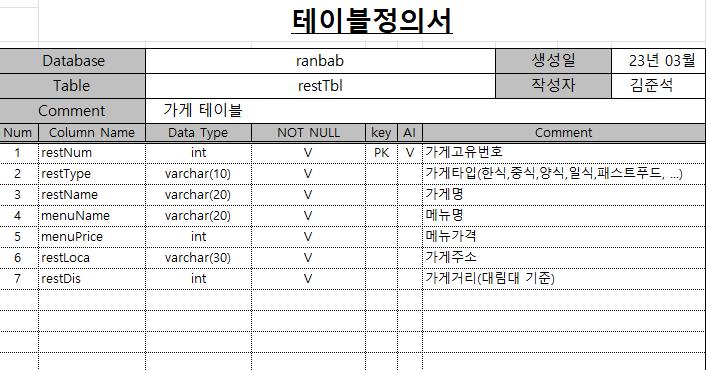 테이블정의서
Database ranbab 생성일 23년 03월
Table restTbl 작성자 김준석
Comment 가게 테이블
Num Column Name Data Type NOT NULL key AI Comment
1 restNum int V PK V 가게고유번호
2 restType varchar(10) V 가게타입(한식,중식,양식,일식,패스트푸드, ...)
3 restName varchar(20) V 가게명
4 menuName varchar(20) V 메뉴명
5 menuPrice int V 메뉴가격
6 restLoca varchar(30) V 가게주소
7 restDis int V 가게거리(대림대 기준)